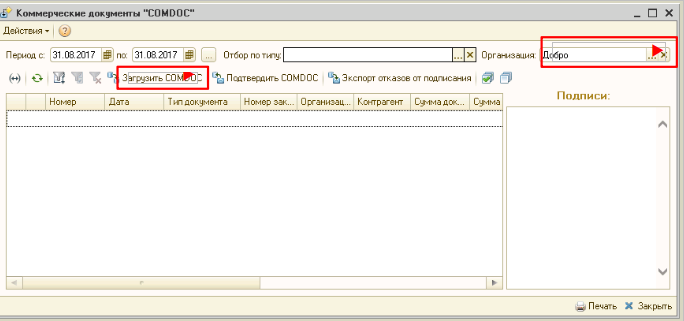 Коммерческие документы "COMDOC"
Действия
Период с: 31.08.2017 по: 31.08.2017 ... Отбор по типу: ... Организация: Добро ...
Загрузить COMDOC Подтвердить COMDOC Экспорт отказов от подписания
Номер Дата Тип документа Номер зак... Организац... Контрагент Сумма док... Сумма
Подписи:
Печать Закрыть